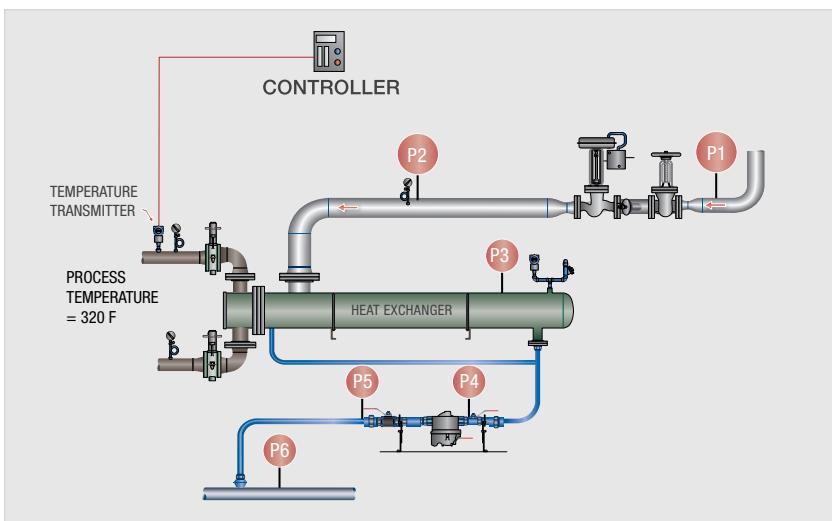 CONTROLLER
P2
P1
TEMPERATURE
TRANSMITTER
P3
PROCESS
TEMPERATURE
= 320 F
HEAT EXCHANGER
P5
P4
P6